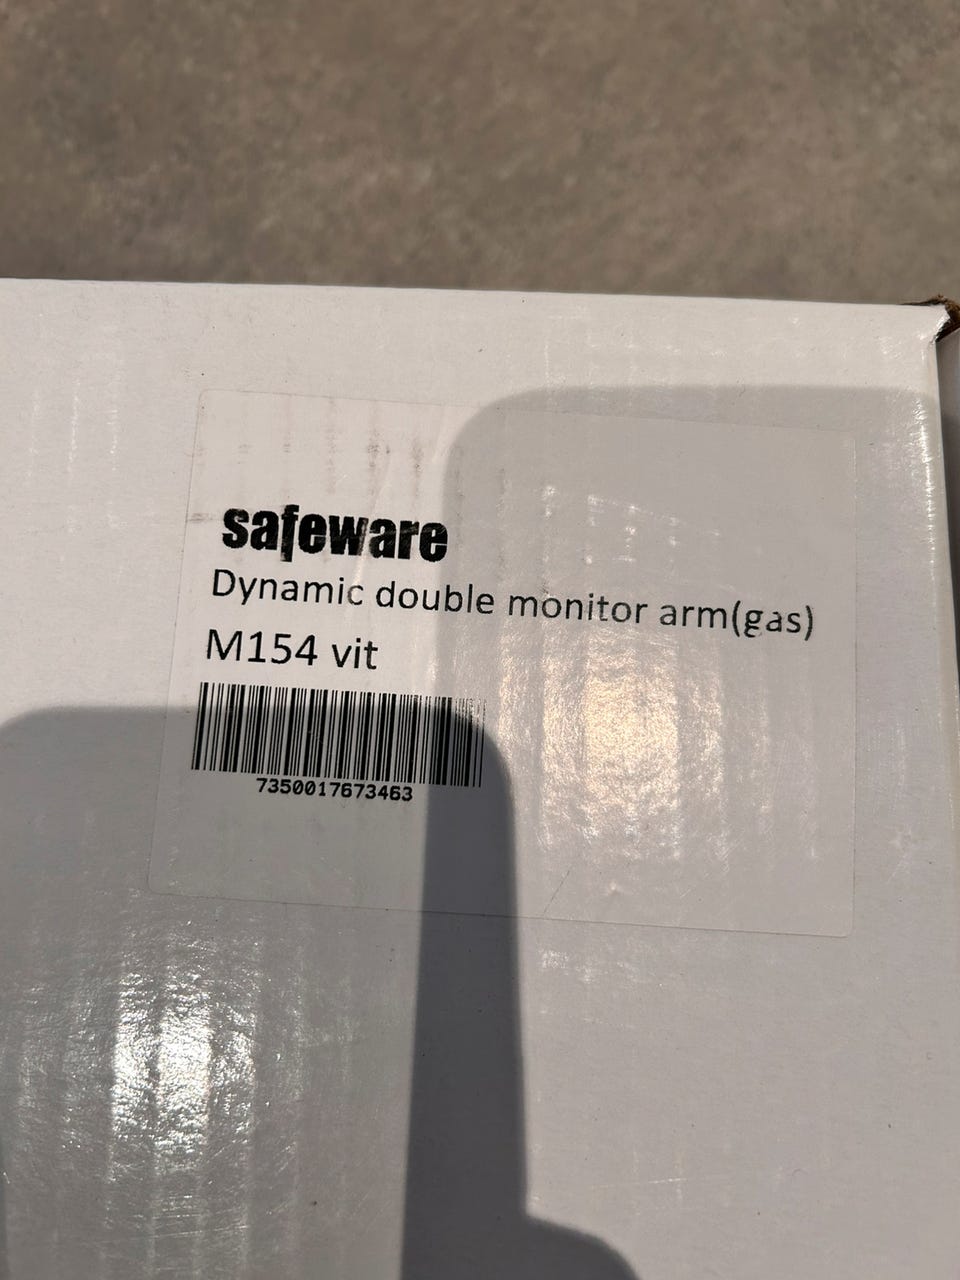 safeware
Dynamic double monitor arm(gas)
M154 vit
7350017673463